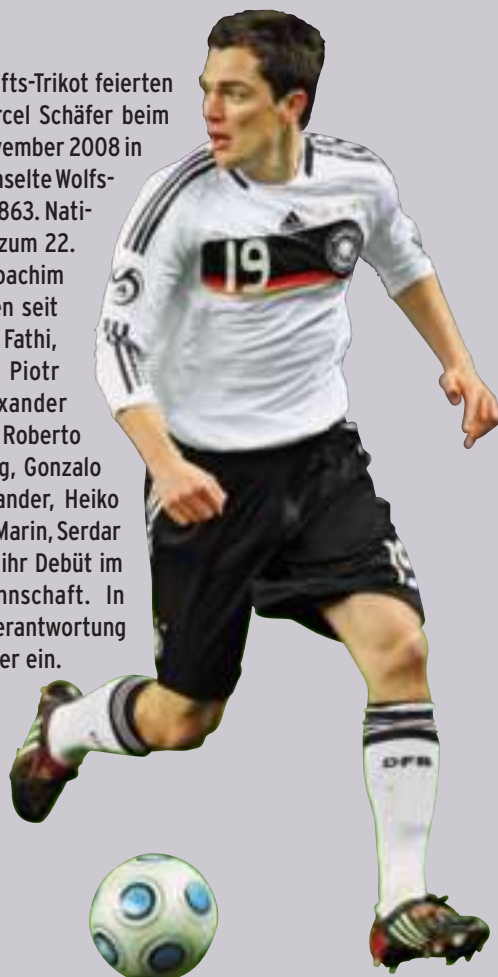 fts-Trikot feierten
rcel Schäfer beim
vember 2008 in
nselte Wolfs-
863. Nati-
zum 22.
oachim
en seit
Fathi,
Piotr
xander
Roberto
g, Gonzalo
ander, Heiko
Marin, Serdar
ihr Debüt im
nnschaft. In
erantwortung
er ein.
19
19
DFB